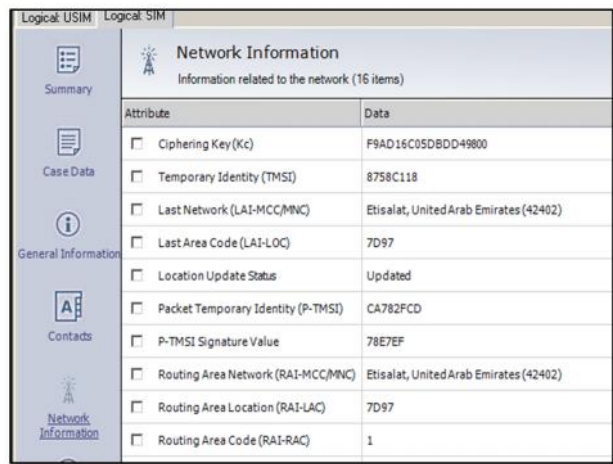 Logical: USIM Logical: SIM
Summary
Case Data
General Information
Contacts
Network
Information
Network Information
Information related to the network (16 items)
Attribute Data
Ciphering Key (Kc) F9AD16C05DBDD49800
Temporary Identity (TMSI) 8758C118
Last Network (LAI-MCC/MNC) Etisalat, United Arab Emirates (42402)
Last Area Code (LAI-LOC) 7D97
Location Update Status Updated
Packet Temporary Identity (P-TMSI) CA782FCD
P-TMSI Signature Value 78E7EF
Routing Area Network (RAI-MCC/MNC) Etisalat, United Arab Emirates (42402)
Routing Area Location (RAI-LAC) 7D97
Routing Area Code (RAI-RAC) 1